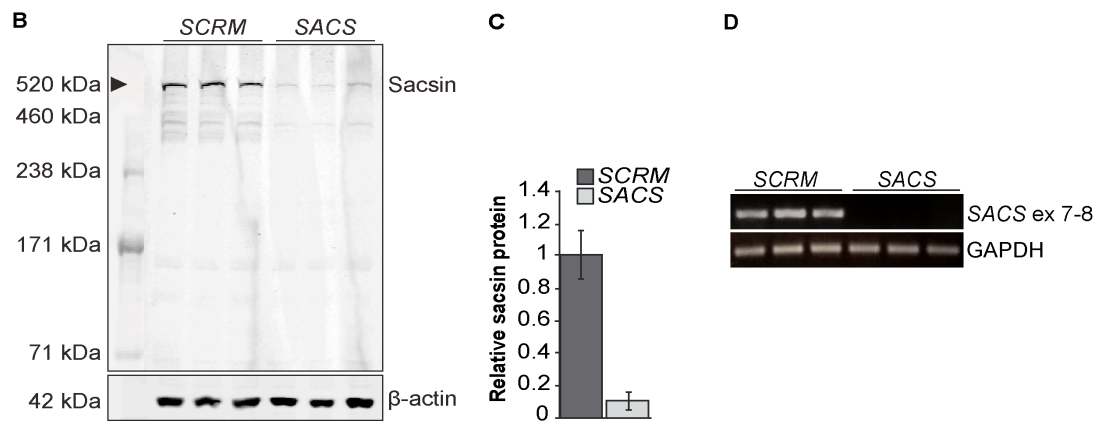 B
SCRM SACS
520 kDa Sacsin
460 kDa
238 kDa
171 kDa
71 kDa
42 kDa β-actin
C
SCRM
SACS
Relative sacsin protein
1.4
1.2
1
0.8
0.6
0.4
0.2
0
D
SCRM SACS
SACS ex 7-8
GAPDH